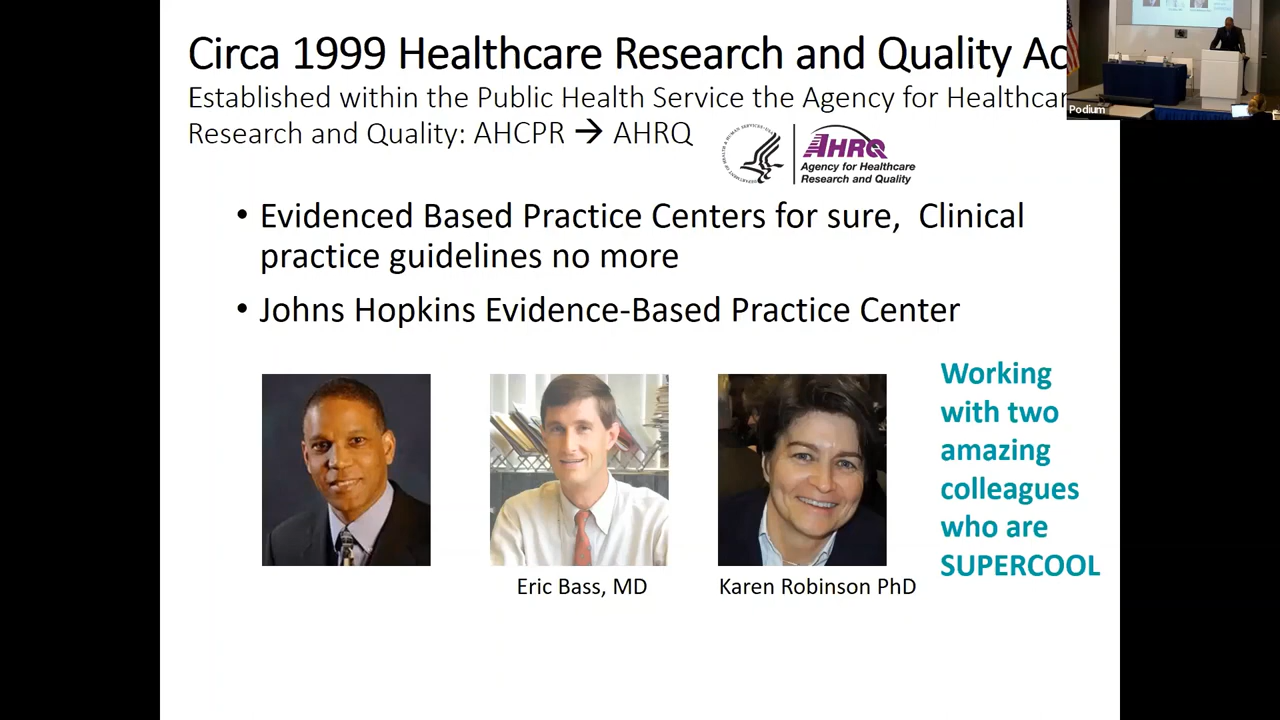 Circa 1999 Healthcare Research and Quality Ac
Established within the Public Health Service the Agency for Healthcar
Research and Quality: AHCPR → AHRQ
AHRQ
Agency for Healthcare
Research and Quality
• Evidenced Based Practice Centers for sure, Clinical
practice guidelines no more
• Johns Hopkins Evidence-Based Practice Center
Working
with two
amazing
colleagues
who are
SUPERCOOL
Eric Bass, MD
Karen Robinson PhD
Podium